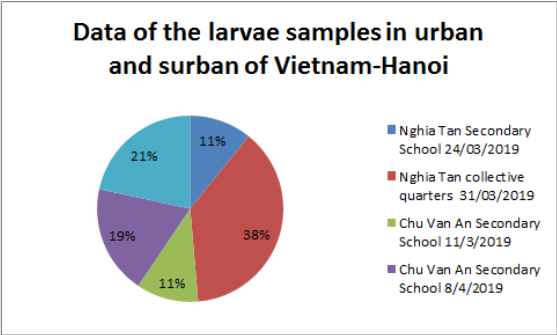 Data of the larvae samples in urban
and surban of Vietnam-Hanoi
11%
38%
11%
19%
21%
Nghia Tan Secondary
School 24/03/2019
Nghia Tan collective
quarters 31/03/2019
Chu Van An Secondary
School 11/3/2019
Chu Van An Secondary
School 8/4/2019